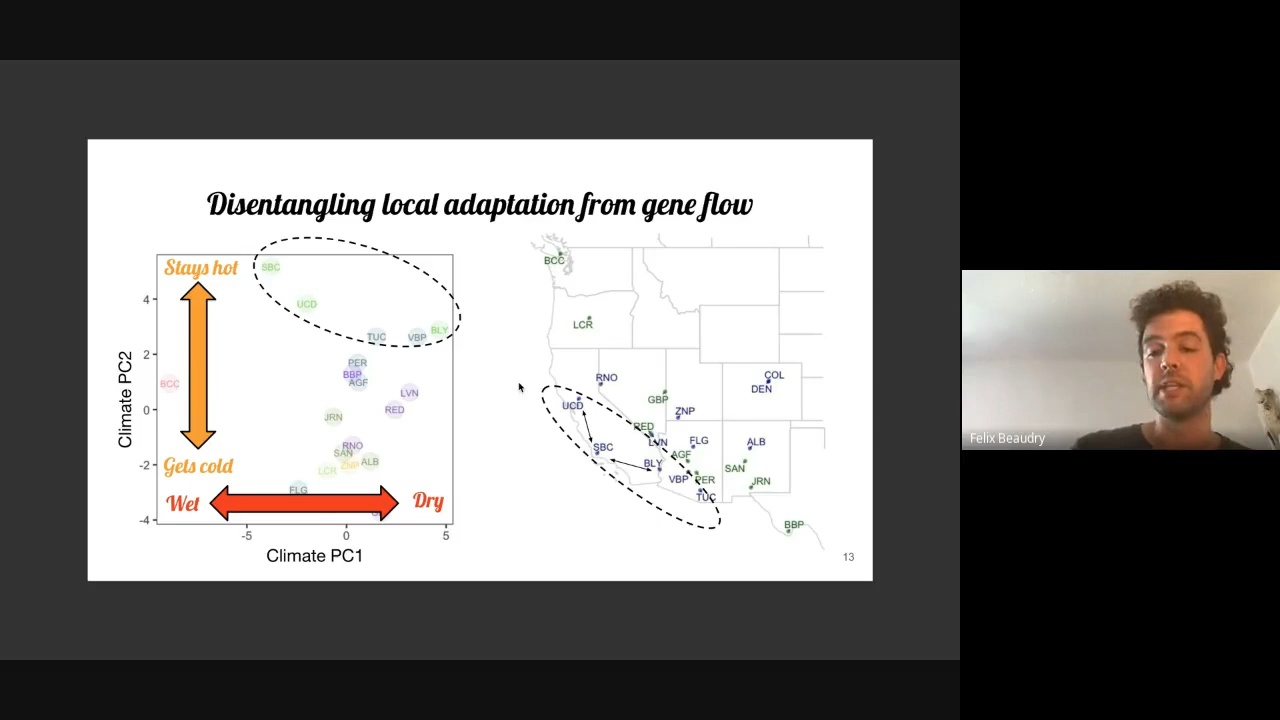 Disentangling local adaptation from gene flow
Stays hot
Gets cold
Wet
Dry
Climate PC2
4
2
0
-2
-4
-5
0
5
Climate PC1
SBC
UCD
TUC
VBP
BLY
PER
BBP
AGF
BCC
LVN
RED
JRN
RNO
SAN
ZNP
ALB
LCR
FLG
BCC
LCR
RNO
COL
DEN
GBP
UCD
ZNP
RED
SBC
LVN
FLG
ALB
AGF
BLY
SAN
VBP
PER
JRN
TUC
BBP
13
Felix Beaudry